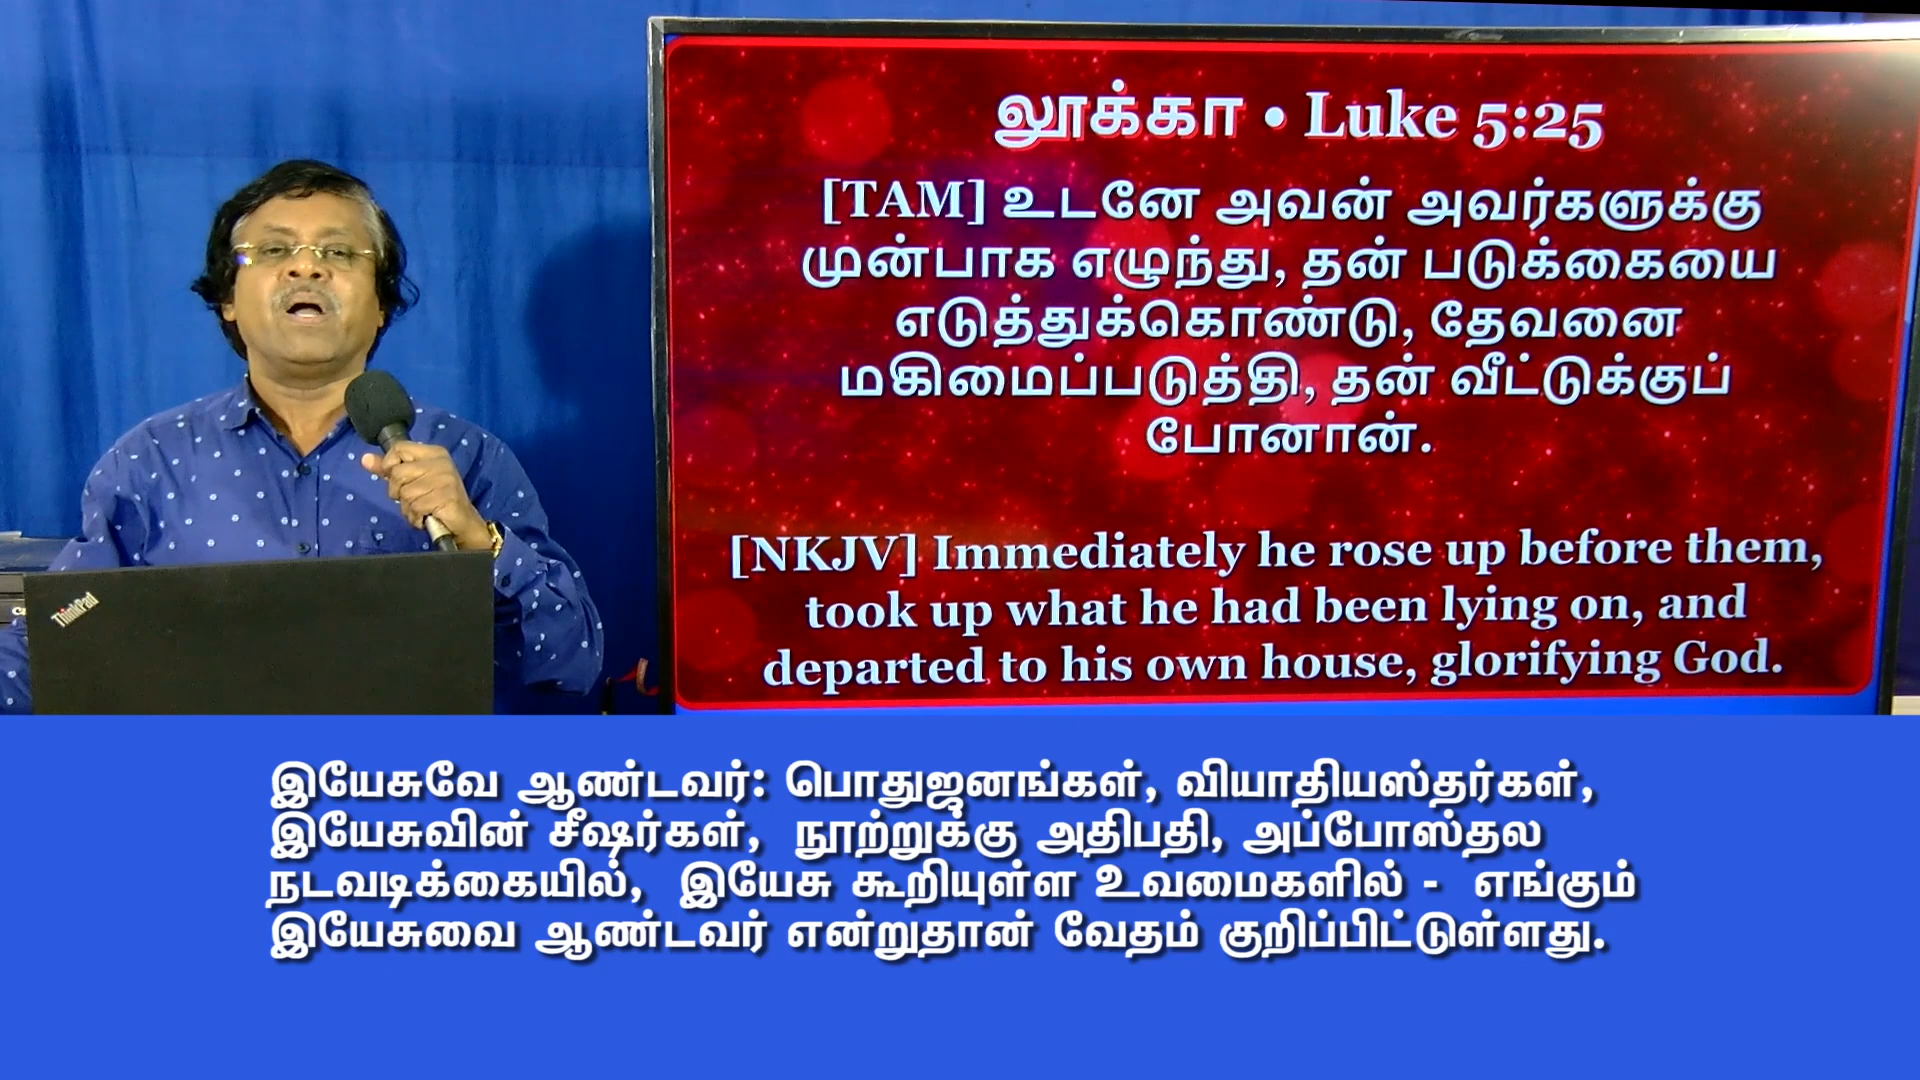 லூக்கா • Luke 5:25
[TAM] உடனே அவன் அவர்களுக்கு
முன்பாக எழுந்து, தன் படுக்கையை
எடுத்துக்கொண்டு, தேவனை
மகிமைப்படுத்தி, தன் வீட்டுக்குப்
போனான்.
[NKJV] Immediately he rose up before them,
took up what he had been lying on, and
departed to his own house, glorifying God.
ThinkPad
இயேசுவே ஆண்டவர்: பொதுஜனங்கள், வியாதியஸ்தர்கள்,
இயேசுவின் சீஷர்கள், நூற்றுக்கு அதிபதி, அப்போஸ்தல
நடவடிக்கையில், இயேசு கூறியுள்ள உவமைகளில் - எங்கும்
இயேசுவை ஆண்டவர் என்றுதான் வேதம் குறிப்பிட்டுள்ளது.